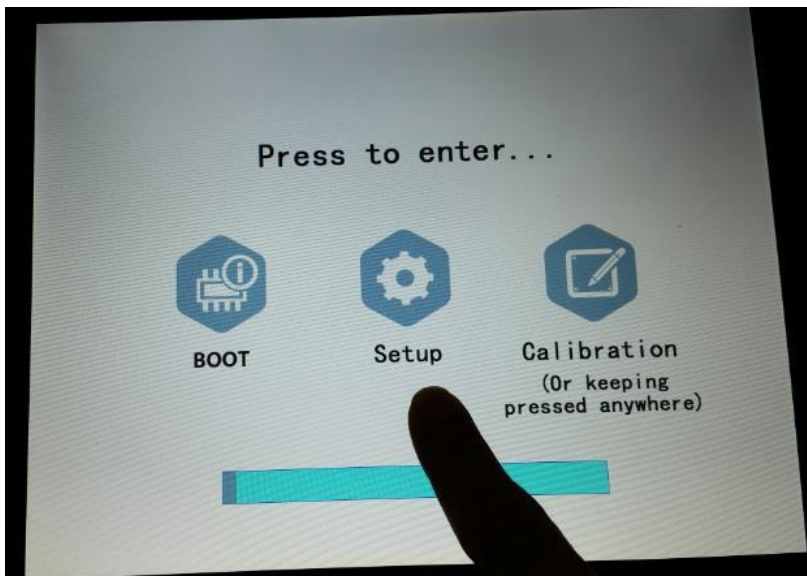 Press to enter...
BOOT
Setup
Calibration
(Or keeping
pressed anywhere)